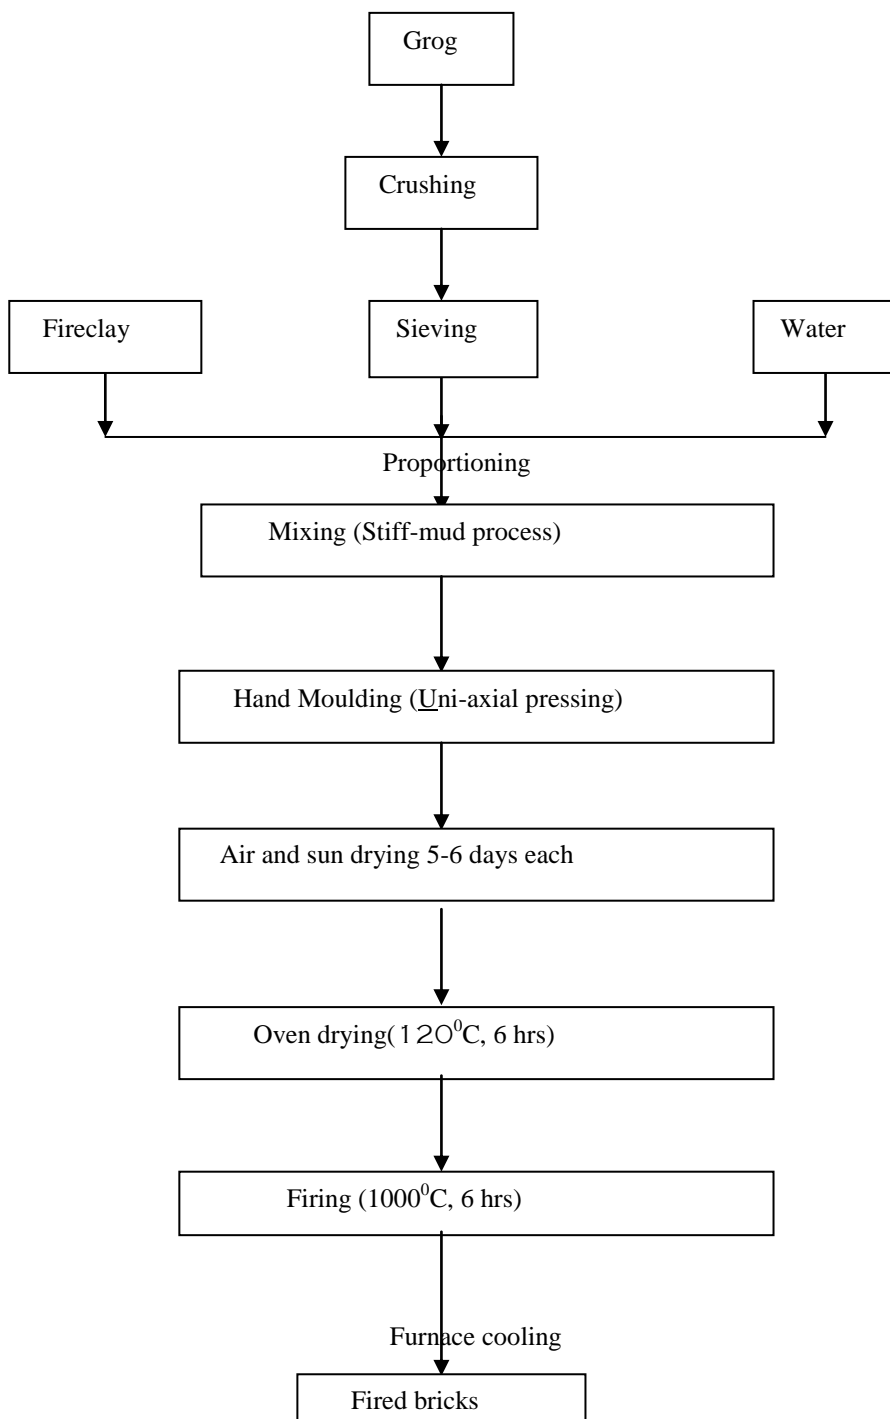 Grog
Crushing
Fireclay
Sieving
Water
Proportioning
Mixing (Stiff-mud process)
Hand Moulding (Uni-axial pressing)
Air and sun drying 5-6 days each
Oven drying(120⁰C, 6 hrs)
Firing (1000⁰C, 6 hrs)
Furnace cooling
Fired bricks